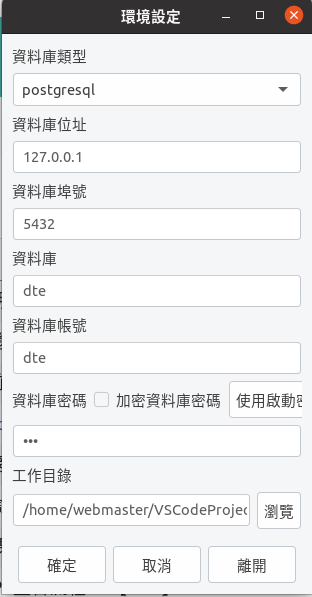 環境設定
資料庫類型
postgresql
資料庫位址
127.0.0.1
資料庫埠號
5432
資料庫
dte
資料庫帳號
dte
資料庫密碼 加密資料庫密碼 使用啟動密
•••
工作目錄
/home/webmaster/VSCodeProjec 瀏覽
確定 取消 離開